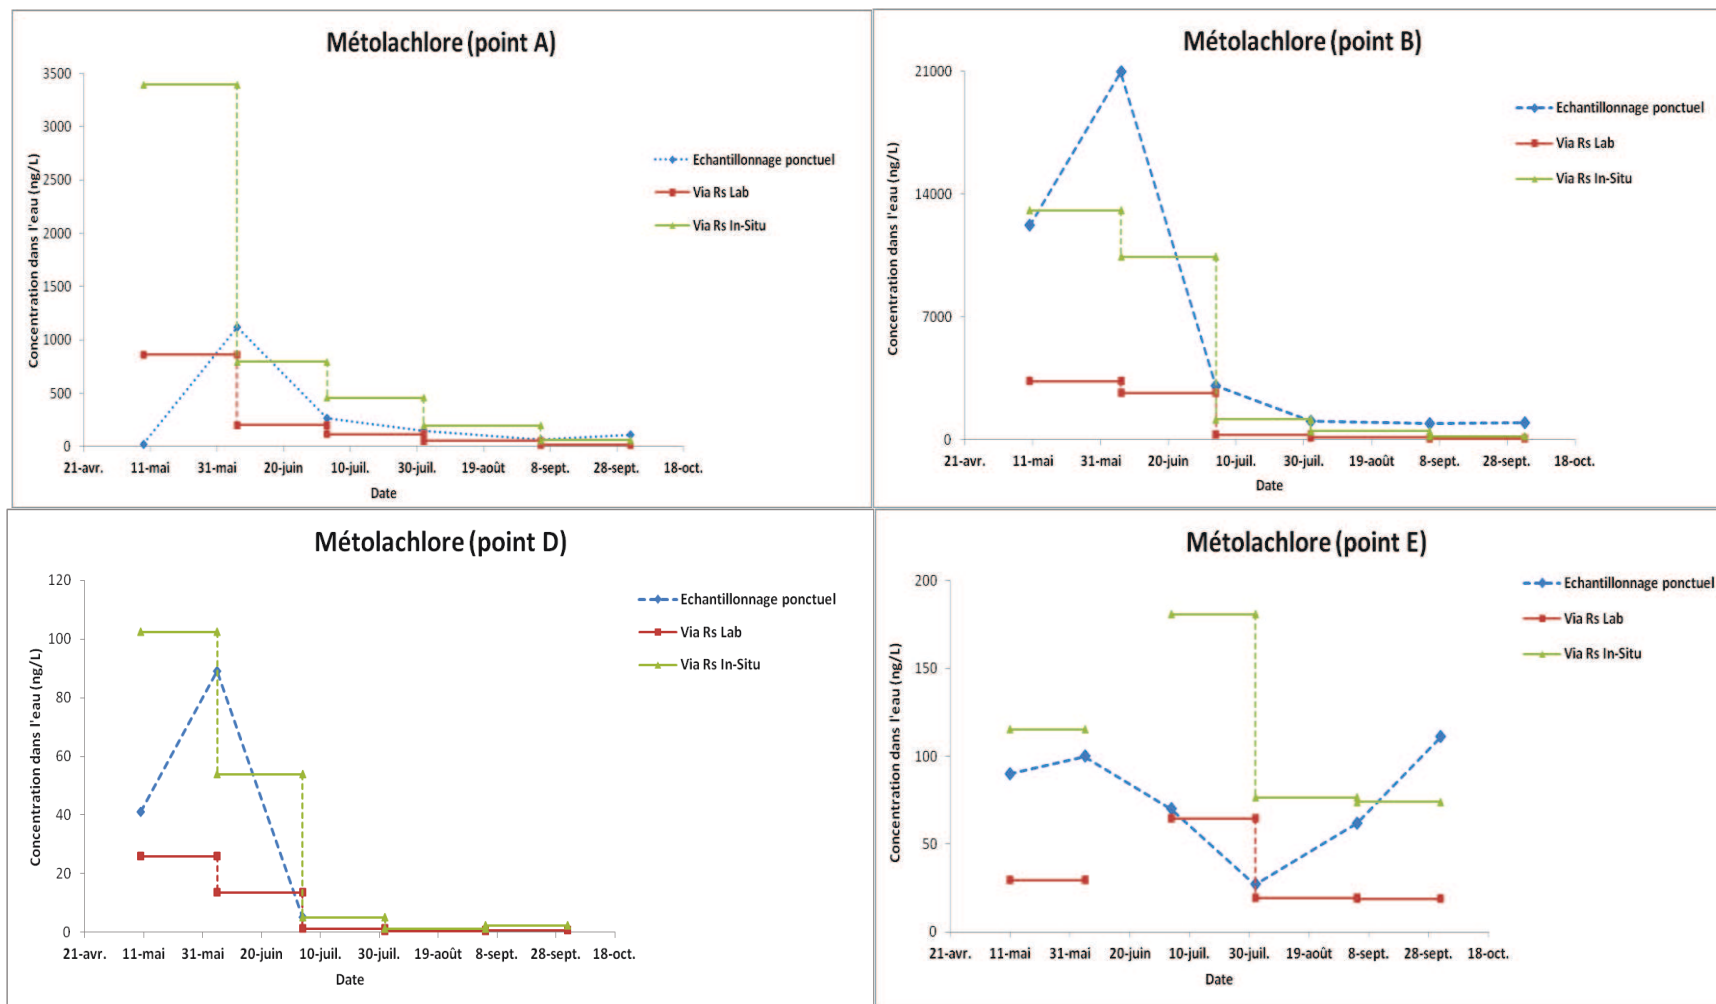 Métolachlore (point A)
Concentration dans l'eau (ng/L)
3500
3000
2500
2000
1500
1000
500
0
21-avr. 11-mai 31-mai 20-juin 10-juil. 30-juil. 19-août 8-sept. 28-sept. 18-oct.
Date
Echantillonnage ponctuel
Via Rs Lab
Via Rs In-Situ
Métolachlore (point B)
Concentration dans l'eau (ng/L)
21000
14000
7000
0
21-avr. 11-mai 31-mai 20-juin 10-juil. 30-juil. 19-août 8-sept. 28-sept. 18-oct.
Date
Echantillonnage ponctuel
Via Rs Lab
Via Rs In-Situ
Métolachlore (point D)
Concentration dans l'eau (ng/L)
120
100
80
60
40
20
0
21-avr. 11-mai 31-mai 20-juin 10-juil. 30-juil. 19-août 8-sept. 28-sept. 18-oct.
Date
Echantillonnage ponctuel
Via Rs Lab
Via Rs In-Situ
Métolachlore (point E)
Concentration dans l'eau (ng/L)
200
150
100
50
0
21-avr. 11-mai 31-mai 20-juin 10-juil. 30-juil. 19-août 8-sept. 28-sept. 18-oct.
Date
Echantillonnage ponctuel
Via Rs Lab
Via Rs In-Situ